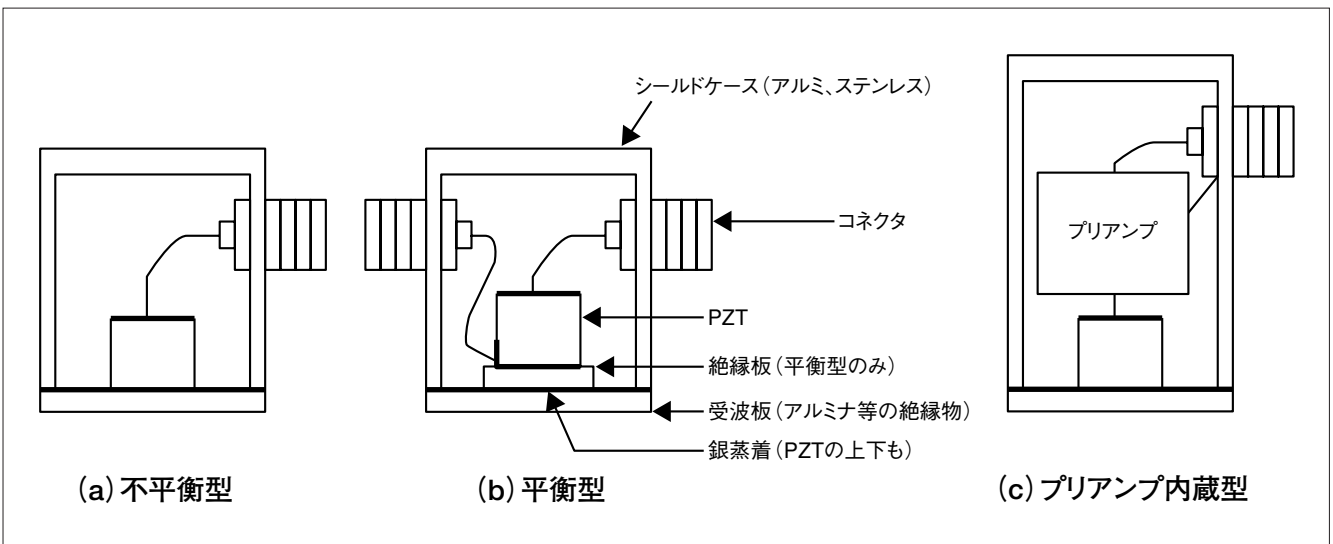 シールドケース（アルミ、ステンレス）
コネクタ
プリアンプ
PZT
絶縁板（平衡型のみ）
受波板（アルミナ等の絶縁物）
銀蒸着（PZTの上下も）
（a）不平衡型
（b）平衡型
（c）プリアンプ内蔵型